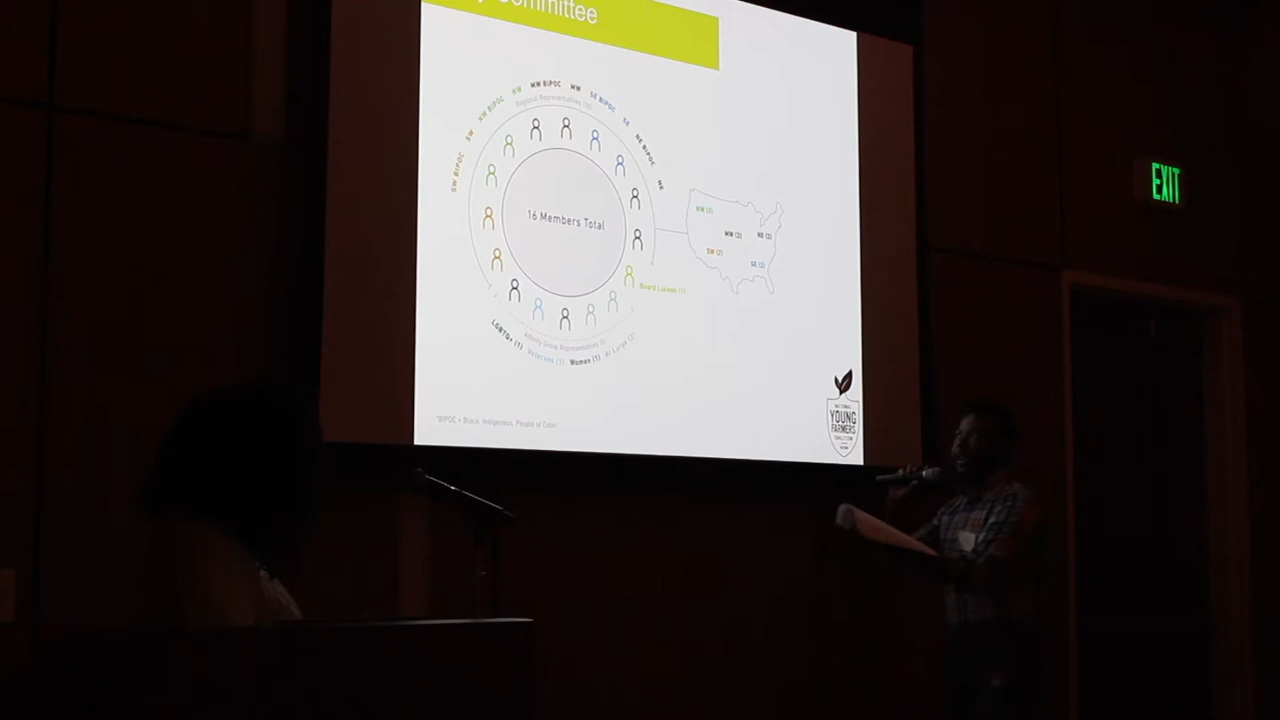 Committee
SW BIPOC
SW
NW BIPOC
NW
MW BIPOC
MW
SE BIPOC
SE
NE BIPOC
NE
Regional Representatives (10)
16 Members Total
NW (2)
MW (2)
NE (2)
SW (2)
SE (2)
Board Liaison (1)
Affinity Group Representatives (5)
LGBTQ+ (1)
Veterans (1)
Women (1)
At Large (2)
*BIPOC = Black, Indigenous, People of Color
NATIONAL
YOUNG
FARMERS
COALITION
EXIT